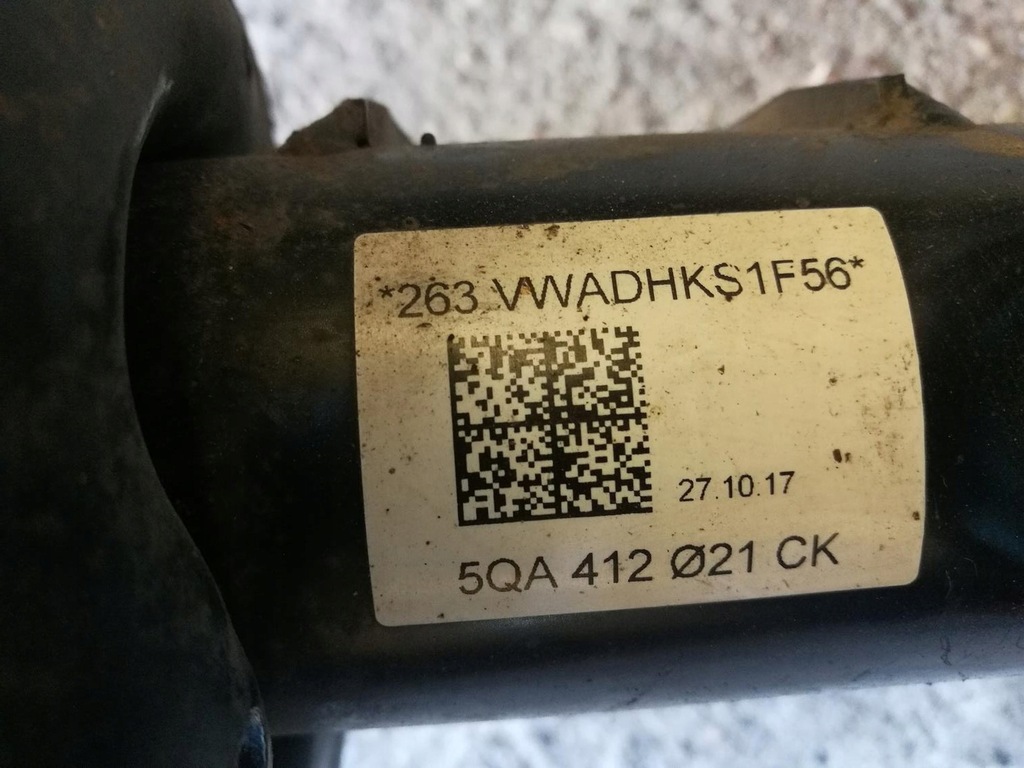 *263 VWADHKS1F56*
27.10.17
5QA 412 Ø21 CK